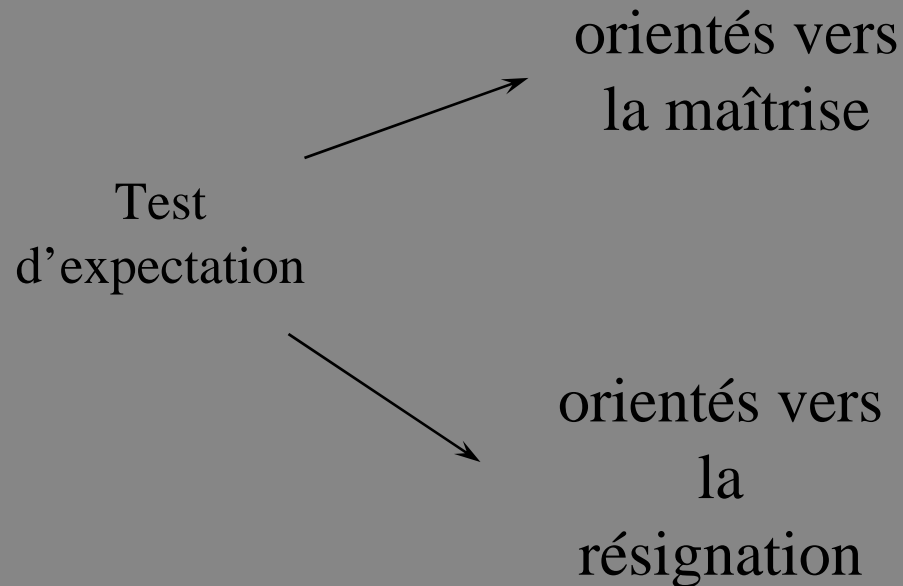 Test
d’expectation
orientés vers
la maîtrise
orientés vers
la
résignation